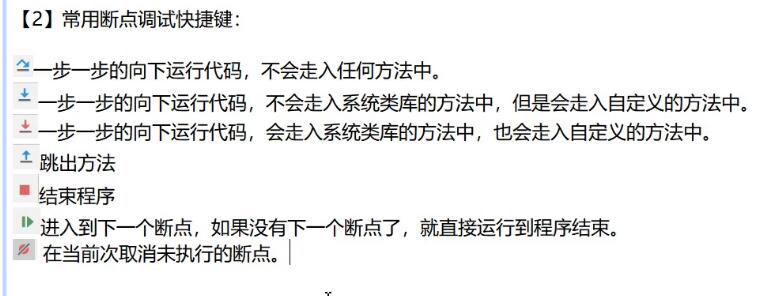 【2】常用断点调试快捷键：
一步一步的向下运行代码，不会走入任何方法中。
一步一步的向下运行代码，不会走入系统类库的方法中，但是会走入自定义的方法中。
一步一步的向下运行代码，会走入系统类库的方法中，也会走入自定义的方法中。
跳出方法
结束程序
进入到下一个断点，如果没有下一个断点了，就直接运行到程序结束。
在当前次取消未执行的断点。